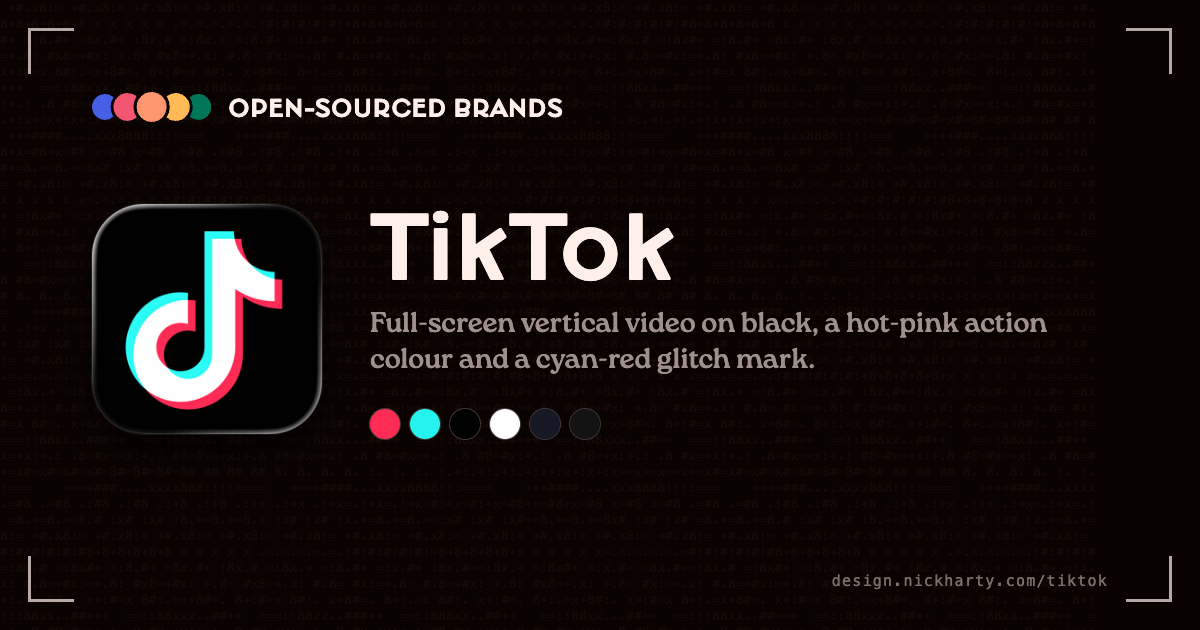 OPEN-SOURCED BRANDS
TikTok
Full-screen vertical video on black, a hot-pink action
colour and a cyan-red glitch mark.
design.nickharty.com/tiktok